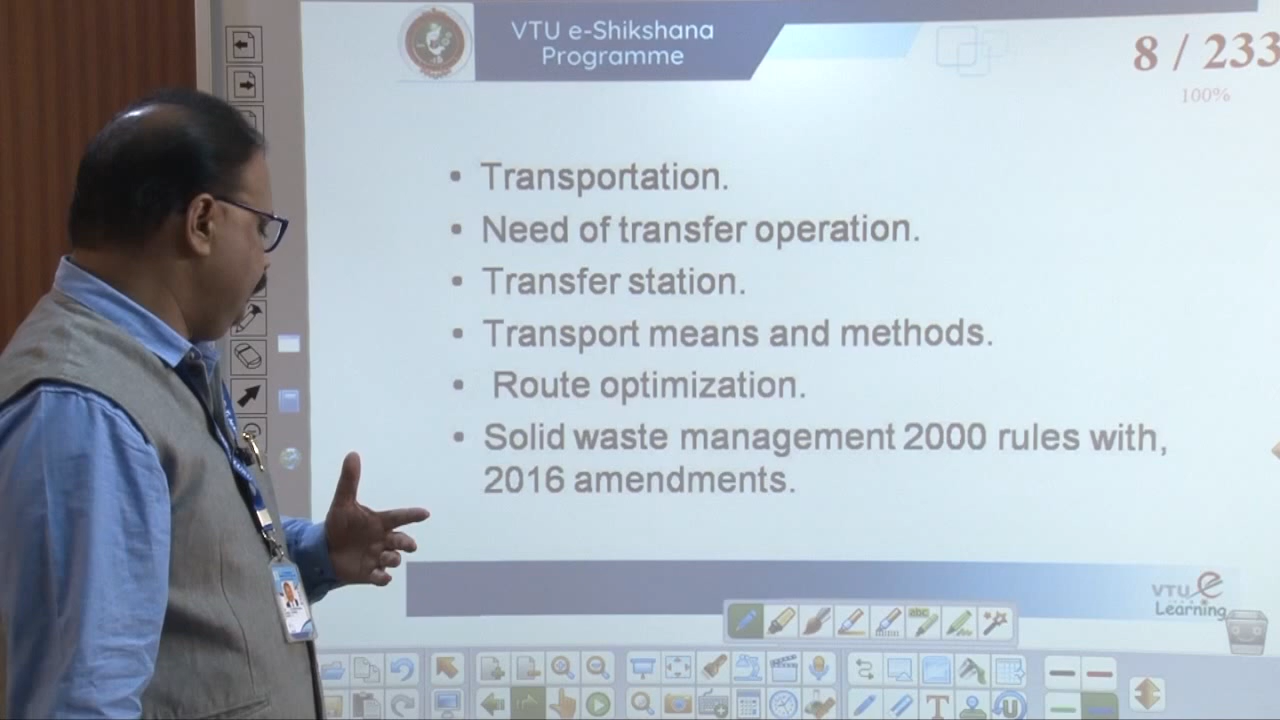 VTU e-Shikshana
Programme
8 / 233
100%
• Transportation.
• Need of transfer operation.
• Transfer station.
• Transport means and methods.
• Route optimization.
• Solid waste management 2000 rules with,
2016 amendments.
VTU e
Learning
abc
T
U